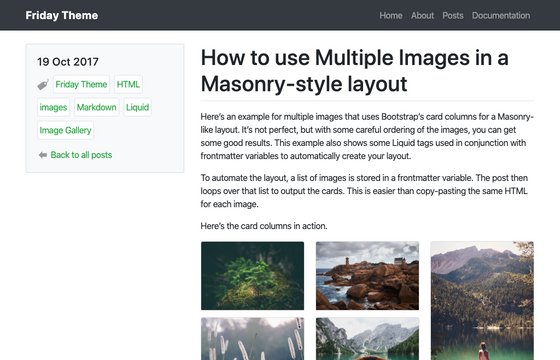 Friday Theme
Home About Posts Documentation
19 Oct 2017
Friday Theme HTML
images Markdown Liquid
Image Gallery
Back to all posts
How to use Multiple Images in a
Masonry-style layout
Here's an example for multiple images that uses Bootstrap's card columns for a Masonry-
like layout. It's not perfect, but with some careful ordering of the images, you can get
some good results. This example also shows some Liquid tags used in conjunction with
frontmatter variables to automatically create your layout.
To automate the layout, a list of images is stored in a frontmatter variable. The post then
loops over that list to output the cards. This is easier than copy-pasting the same HTML
for each image.
Here's the card columns in action.